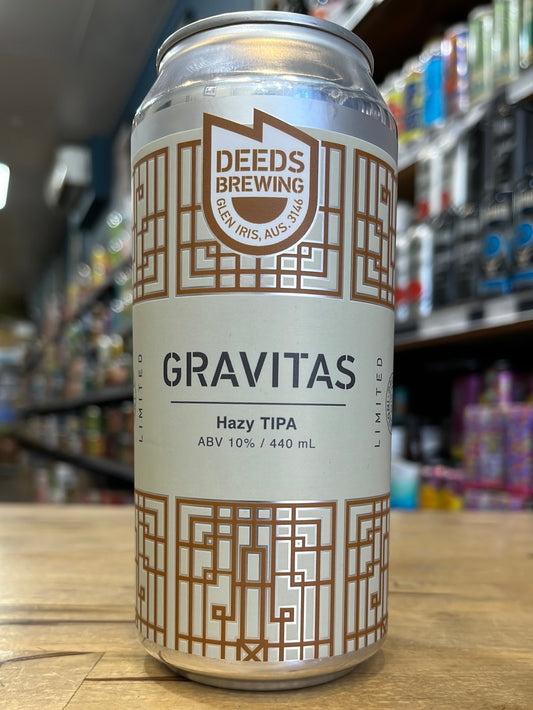 DEEDS
BREWING
GLEN IRIS, AUS. 3146
GRAVITAS
Hazy TIPA
ABV 10% / 440 mL
LIMITED
LIMITED